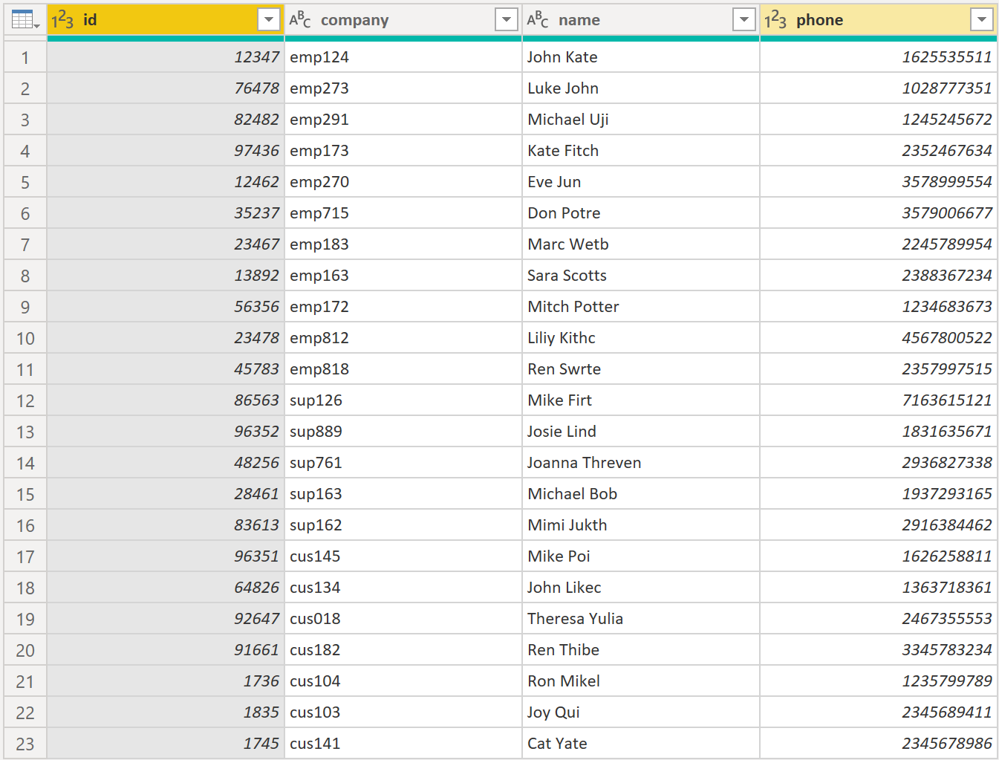 123 id ABC company ABC name 123 phone
1 12347 emp124 John Kate 1625535511
2 76478 emp273 Luke John 1028777351
3 82482 emp291 Michael Uji 1245245672
4 97436 emp173 Kate Fitch 2352467634
5 12462 emp270 Eve Jun 3578999554
6 35237 emp715 Don Potre 3579006677
7 23467 emp183 Marc Wetb 2245789954
8 13892 emp163 Sara Scotts 2388367234
9 56356 emp172 Mitch Potter 1234683673
10 23478 emp812 Liliy Kithc 4567800522
11 45783 emp818 Ren Swrte 2357997515
12 86563 sup126 Mike Firt 7163615121
13 96352 sup889 Josie Lind 1831635671
14 48256 sup761 Joanna Threven 2936827338
15 28461 sup163 Michael Bob 1937293165
16 83613 sup162 Mimi Jukth 2916384462
17 96351 cus145 Mike Poi 1626258811
18 64826 cus134 John Likec 1363718361
19 92647 cus018 Theresa Yulia 2467355553
20 91661 cus182 Ren Thibe 3345783234
21 1736 cus104 Ron Mikel 1235799789
22 1835 cus103 Joy Qui 2345689411
23 1745 cus141 Cat Yate 2345678986